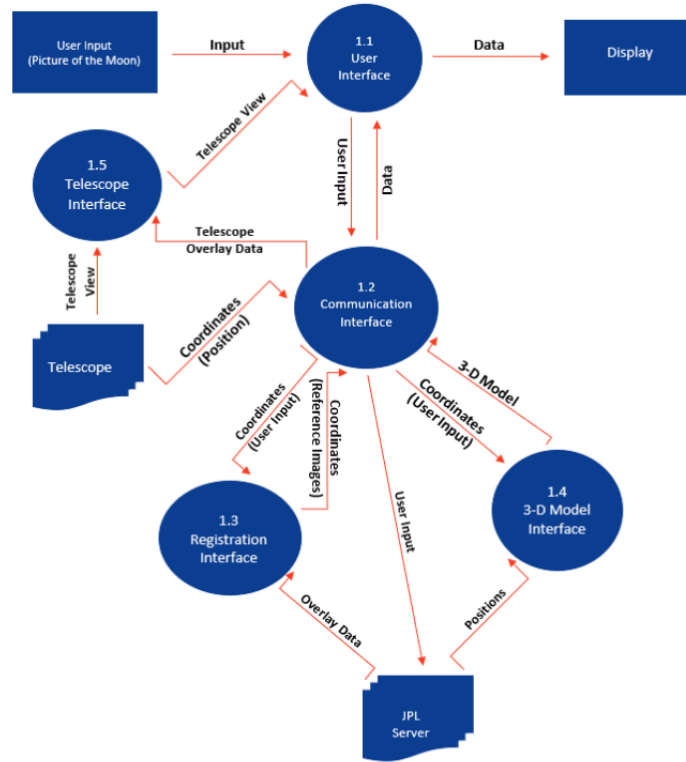 User Input
(Picture of the Moon)
Input
1.1
User
Interface
Data
Display
Telescope View
1.5
Telescope
Interface
User Input
Data
Telescope
Overlay Data
Telescope
View
1.2
Communication
Interface
Telescope
Coordinates
(Position)
Coordinates
(User Input)
Coordinates
(Reference Images)
Coordinates
(User Input)
3-D Model
1.3
Registration
Interface
User Input
1.4
3-D Model
Interface
Overlay Data
Positions
JPL
Server